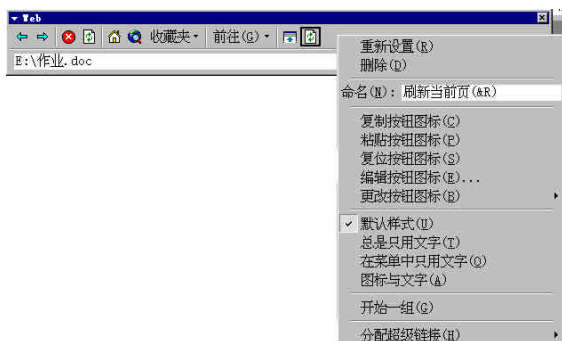 Web
收藏夹 前往(G)
E:\作业.doc
重新设置(R)
删除(D)
命名(N): 刷新当前页(&R)
复制按钮图标(C)
粘贴按钮图标(P)
复位按钮图标(S)
编辑按钮图标(E)...
更改按钮图标(B)
默认样式(U)
总是只用文字(T)
在菜单中只用文字(O)
图标与文字(A)
开始一组(G)
分配超级链接(H)